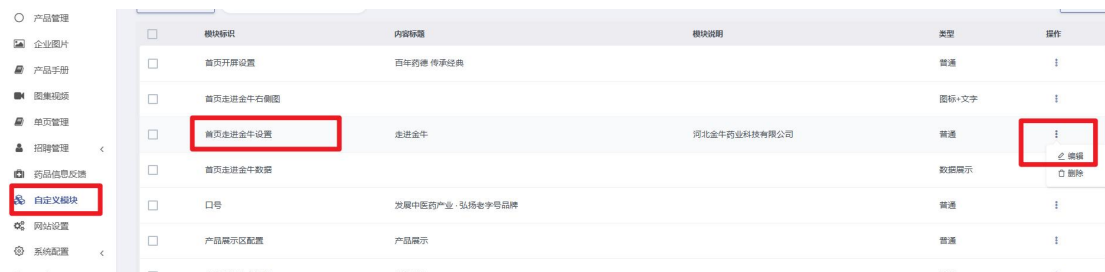 产品管理
企业图片
产品手册
图集视频
单页管理
招聘管理
药品信息反馈
自定义模块
网站设置
系统配置
模块标识 内容标题 模块说明 类型 操作
首页开屏设置 百年药德 传承经典 普通
首页走进金牛右侧图 图标+文字
首页走进金牛设置 走进金牛 河北金牛药业科技有限公司 普通
编辑
首页走进金牛数据 数据展示 删除
口号 发展中医药产业·弘扬老字号品牌 普通
产品展示区配置 产品展示 普通